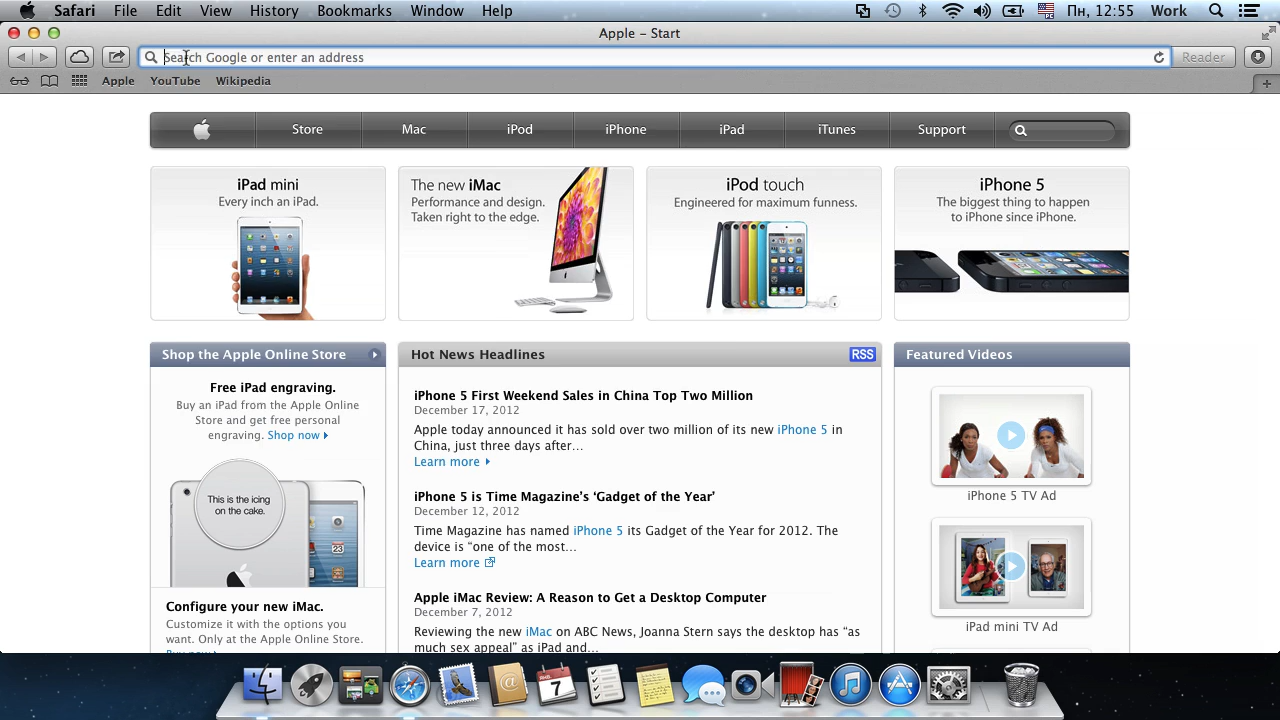 Safari File Edit View History Bookmarks Window Help Пн, 12:55 Work
Apple – Start
Search Google or enter an address
Reader
Apple YouTube Wikipedia
Store Mac iPod iPhone iPad iTunes Support
iPad mini
Every inch an iPad.
The new iMac
Performance and design.
Taken right to the edge.
iPod touch
Engineered for maximum funness.
iPhone 5
The biggest thing to happen
to iPhone since iPhone.
Shop the Apple Online Store
Free iPad engraving.
Buy an iPad from the Apple Online
Store and get free personal
engraving. Shop now
This is the icing
on the cake.
Configure your new iMac.
Customize it with the options you
want. Only at the Apple Online Store.
Hot News Headlines
RSS
iPhone 5 First Weekend Sales in China Top Two Million
December 17, 2012
Apple today announced it has sold over two million of its new iPhone 5 in
China, just three days after…
Learn more
iPhone 5 is Time Magazine's ‘Gadget of the Year’
December 12, 2012
Time Magazine has named iPhone 5 its Gadget of the Year for 2012. The
device is “one of the most…
Learn more
Apple iMac Review: A Reason to Get a Desktop Computer
December 7, 2012
Reviewing the new iMac on ABC News, Joanna Stern says the desktop has “as
much sex appeal” as iPad and…
Featured Videos
iPhone 5 TV Ad
iPad mini TV Ad
7